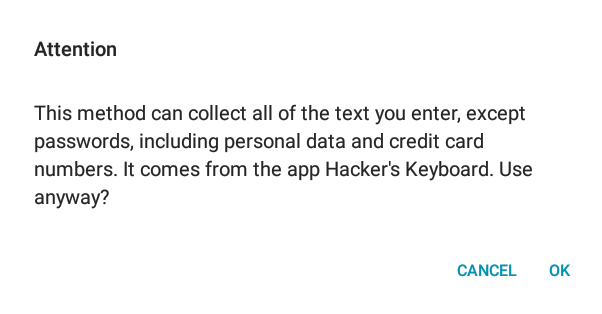 Attention
This method can collect all of the text you enter, except
passwords, including personal data and credit card
numbers. It comes from the app Hacker's Keyboard. Use
anyway?
CANCEL OK